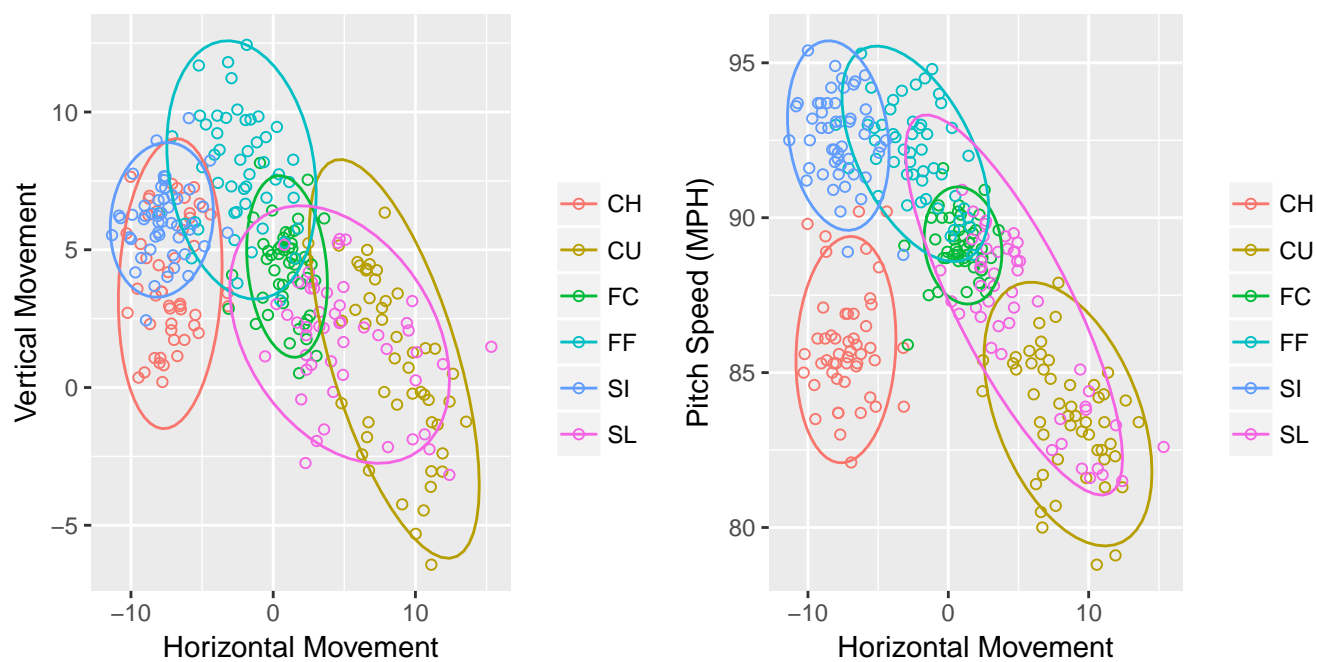 Vertical Movement
10
5
0
−5
−10
0
10
Horizontal Movement
CH
CU
FC
FF
SI
SL
Pitch Speed (MPH)
95
90
85
80
−10
0
10
Horizontal Movement
CH
CU
FC
FF
SI
SL